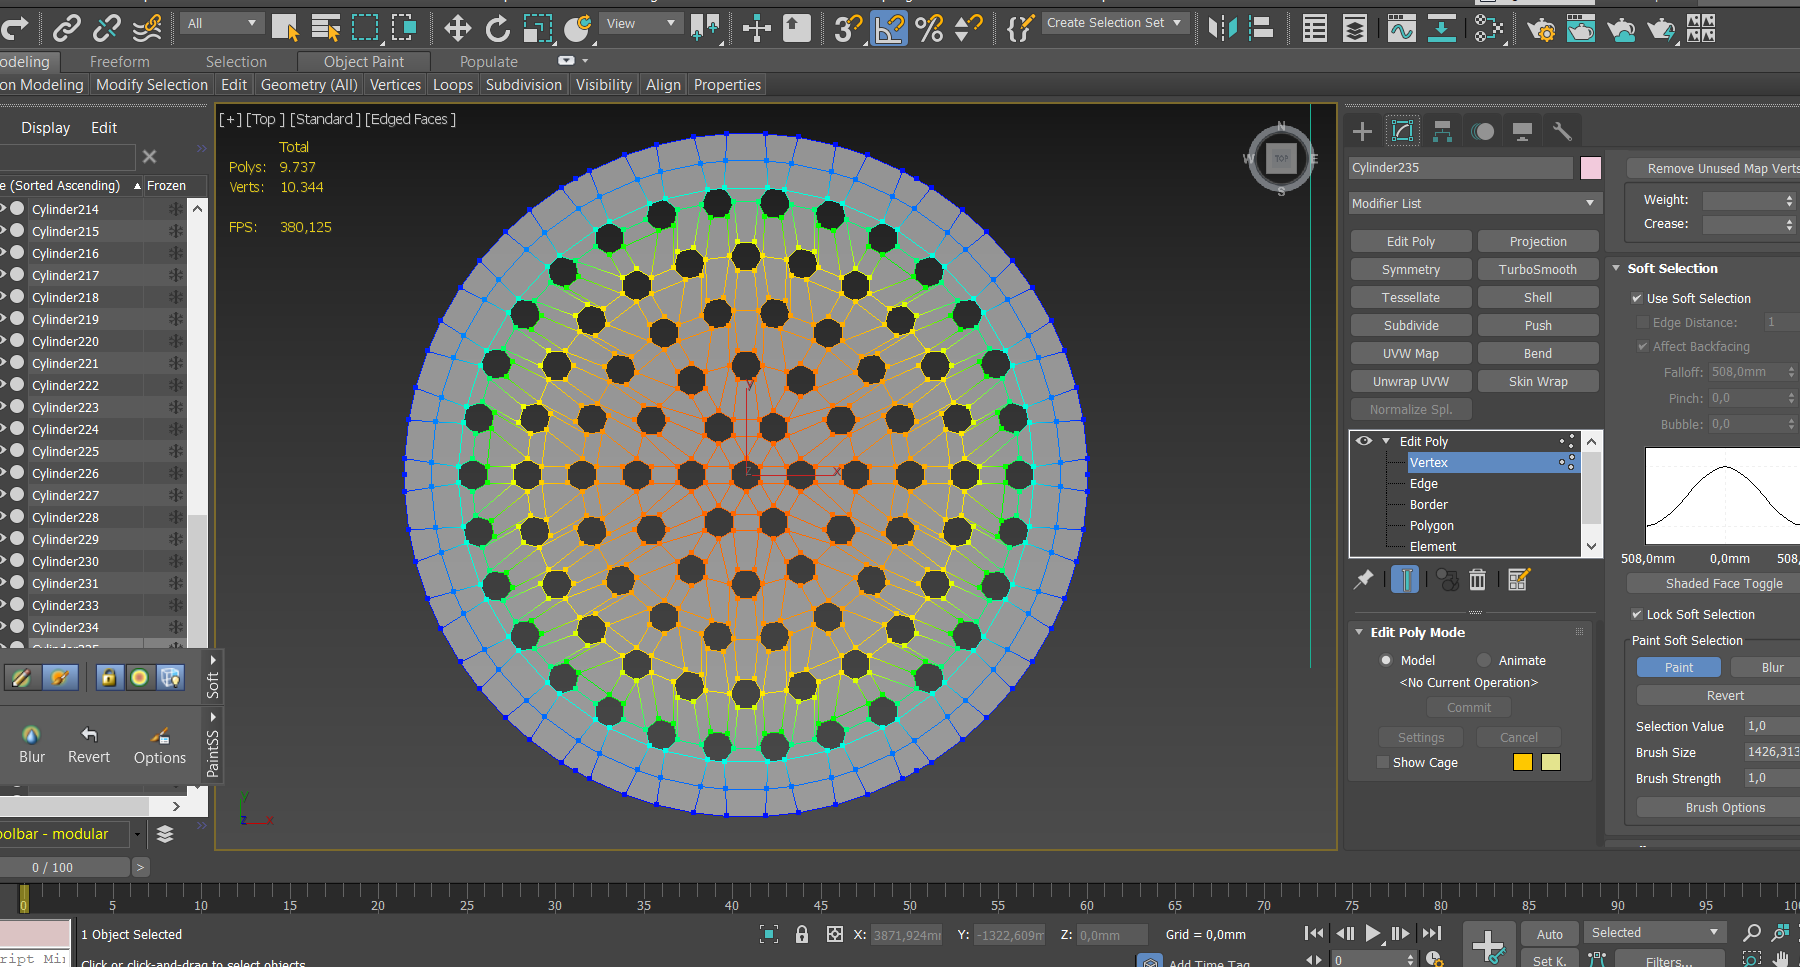 All
View
Create Selection Set
odeling
Freeform
Selection
Object Paint
Populate
on Modeling
Modify Selection
Edit
Geometry (All)
Vertices
Loops
Subdivision
Visibility
Align
Properties
Display
Edit
e (Sorted Ascending)
Frozen
Cylinder214
Cylinder215
Cylinder216
Cylinder217
Cylinder218
Cylinder219
Cylinder220
Cylinder221
Cylinder222
Cylinder223
Cylinder224
Cylinder225
Cylinder226
Cylinder227
Cylinder228
Cylinder229
Cylinder230
Cylinder231
Cylinder233
Cylinder234
Soft
PaintSS
Blur
Revert
Options
oolbar - modular
0 / 100
>
[+] [Top ] [Standard ] [Edged Faces ]
Total
Polys: 9.737
Verts: 10.344
FPS: 380,125
N
W
TOP
E
S
y
z
x
y
z
x
Cylinder235
Modifier List
Edit Poly
Projection
Symmetry
TurboSmooth
Tessellate
Shell
Subdivide
Push
UVW Map
Bend
Unwrap UVW
Skin Wrap
Normalize Spl.
Edit Poly
Vertex
Edge
Border
Polygon
Element
Edit Poly Mode
Model
Animate
<No Current Operation>
Commit
Settings
Cancel
Show Cage
Remove Unused Map Verts
Weight:
Crease:
Soft Selection
Use Soft Selection
Edge Distance: 1
Affect Backfacing
Falloff: 508,0mm
Pinch: 0,0
Bubble: 0,0
508,0mm
0,0mm
508,
Shaded Face Toggle
Lock Soft Selection
Paint Soft Selection
Paint
Blur
Revert
Selection Value 1,0
Brush Size 1426,313
Brush Strength 1,0
Brush Options
0 5 10 15 20 25 30 35 40 45 50 55 60 65 70 75 80 85 90 95 100
1 Object Selected
X: 3871,924m
Y: -1322,609m
Z: 0,0mm
Grid = 0,0mm
Auto
Selected
ript Mi
Click or click-and-drag to select objects
Add Time Tag
0
Set K.
Filters...